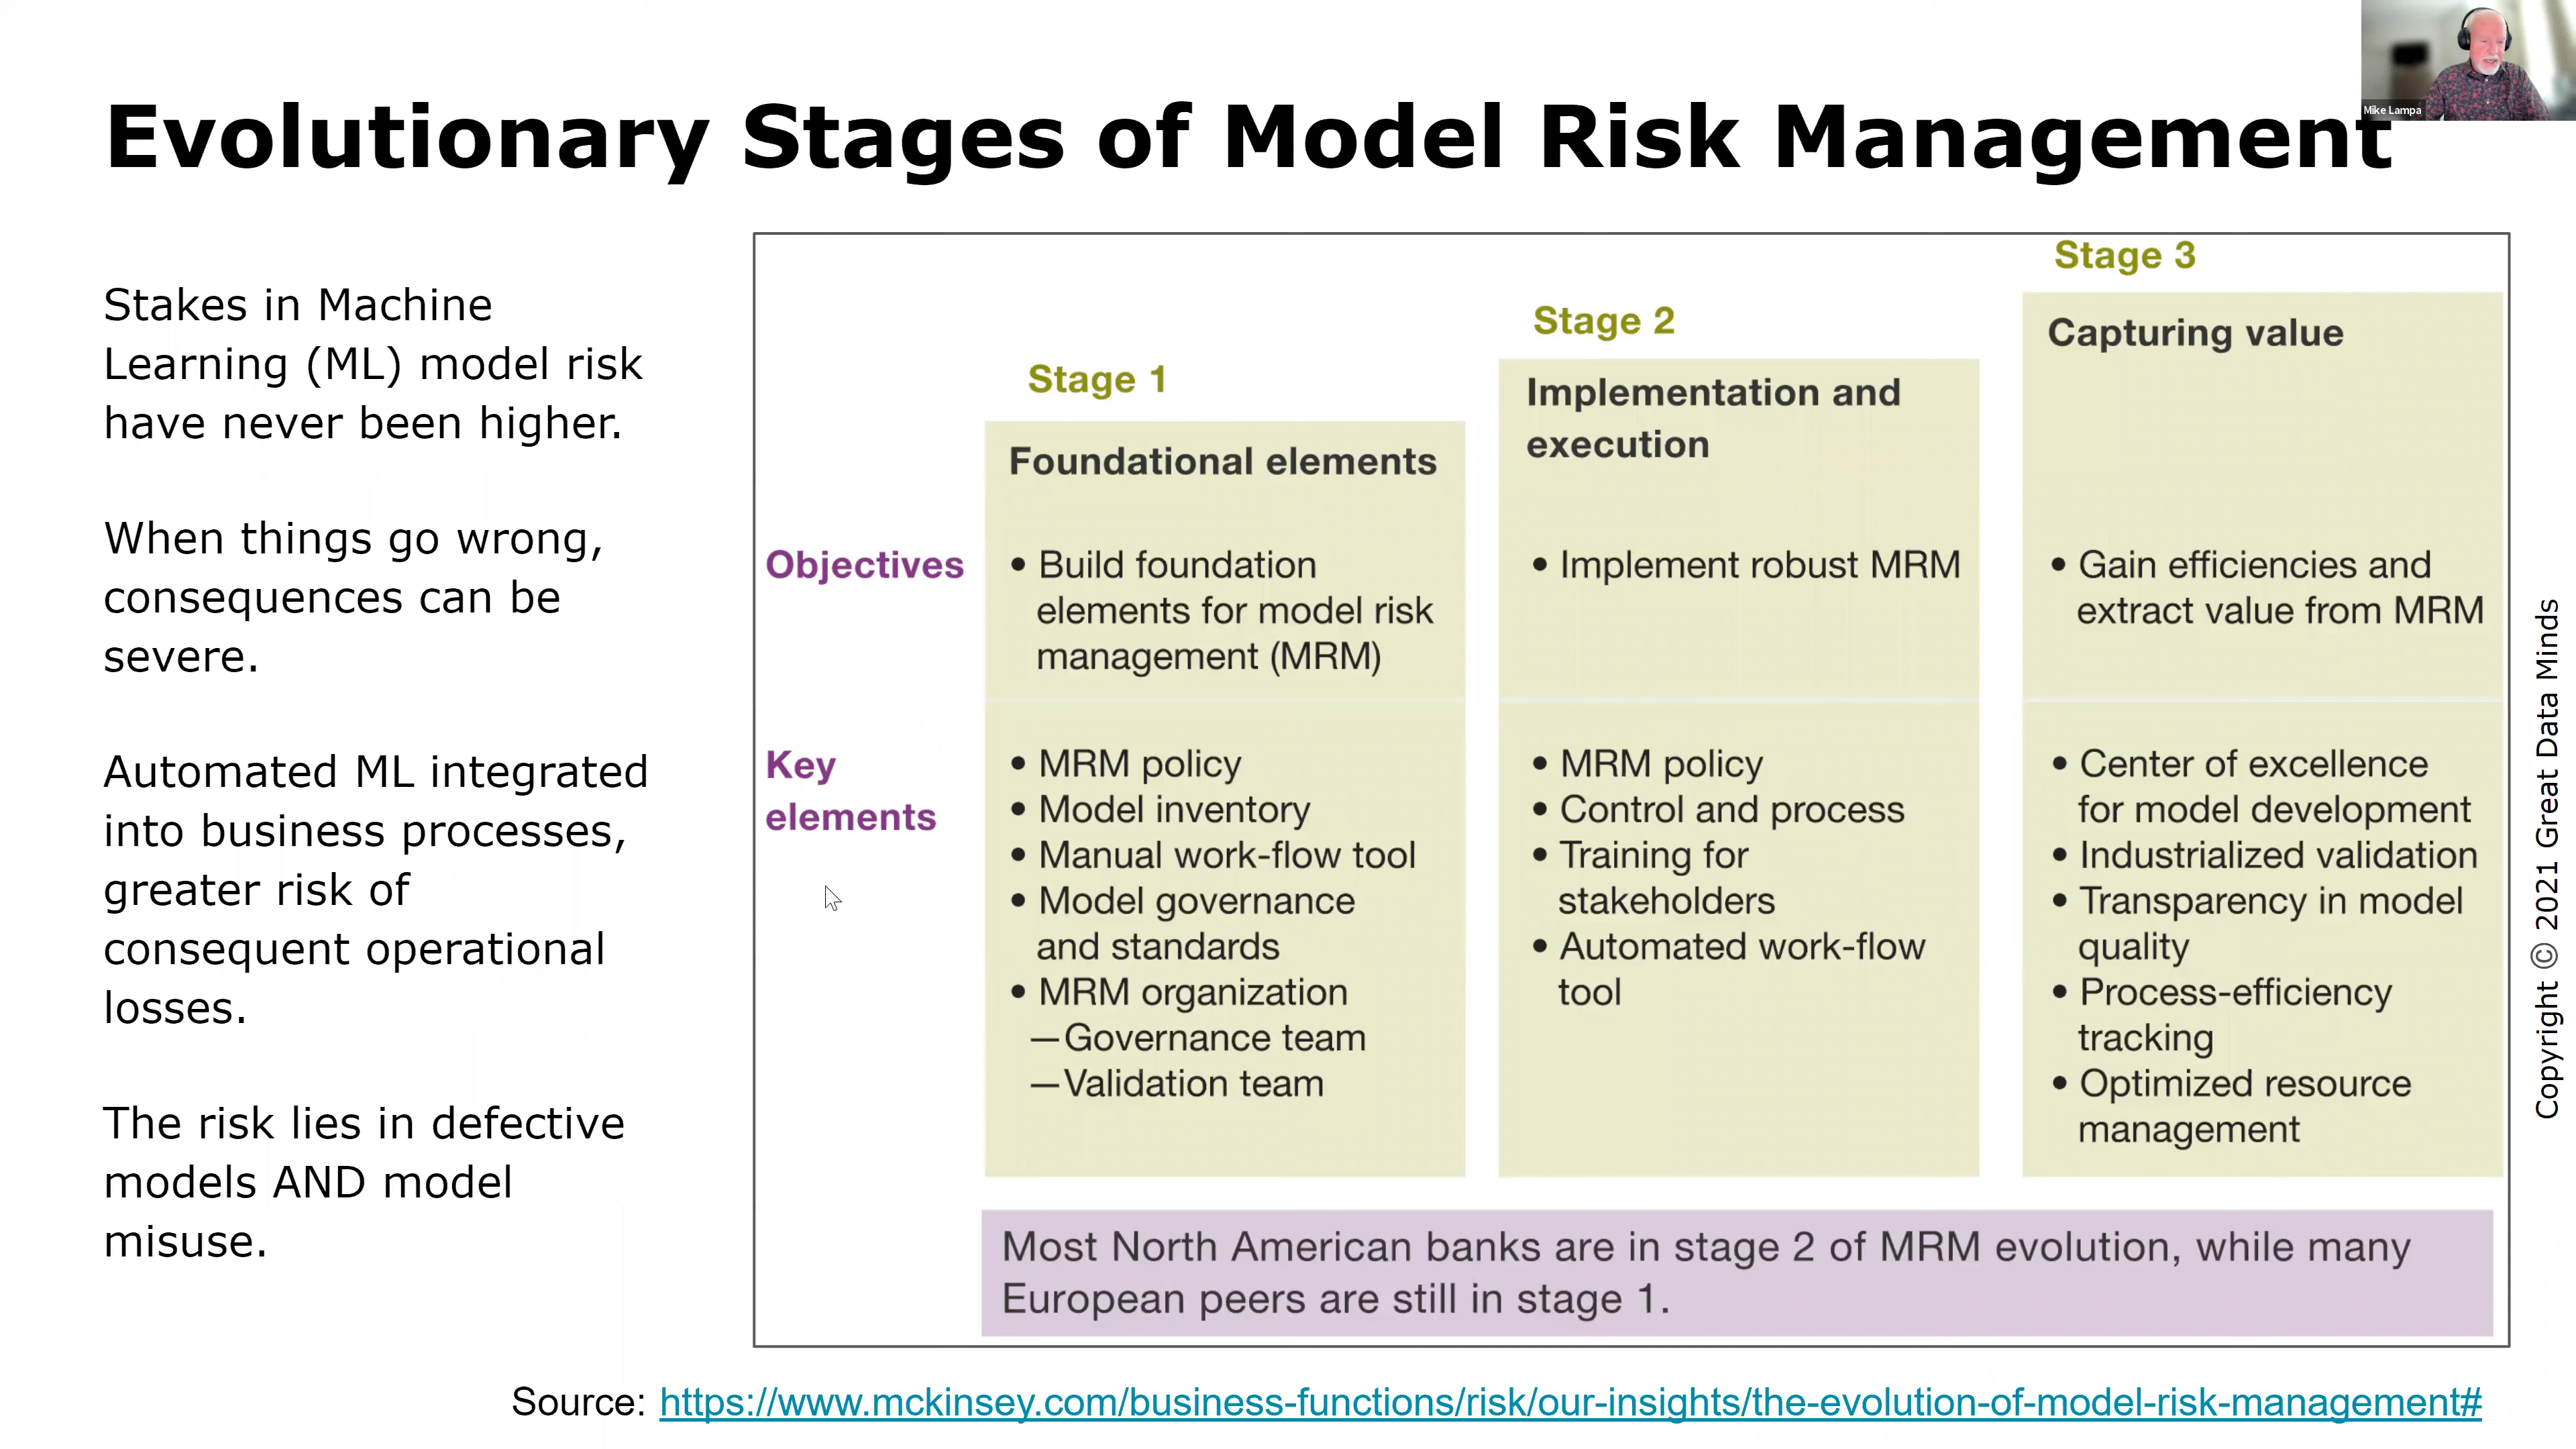 Mike Lampa
Evolutionary Stages of Model Risk Management
Stakes in Machine
Learning (ML) model risk
have never been higher.
When things go wrong,
consequences can be
severe.
Automated ML integrated
into business processes,
greater risk of
consequent operational
losses.
The risk lies in defective
models AND model
misuse.
Stage 1
Foundational elements
Stage 2
Implementation and
execution
Stage 3
Capturing value
Objectives
• Build foundation
elements for model risk
management (MRM)
• Implement robust MRM
• Gain efficiencies and
extract value from MRM
Key
elements
• MRM policy
• Model inventory
• Manual work-flow tool
• Model governance
and standards
• MRM organization
—Governance team
—Validation team
• MRM policy
• Control and process
• Training for
stakeholders
• Automated work-flow
tool
• Center of excellence
for model development
• Industrialized validation
• Transparency in model
quality
• Process-efficiency
tracking
• Optimized resource
management
Most North American banks are in stage 2 of MRM evolution, while many
European peers are still in stage 1.
Source: https://www.mckinsey.com/business-functions/risk/our-insights/the-evolution-of-model-risk-management#
Copyright © 2021 Great Data Minds